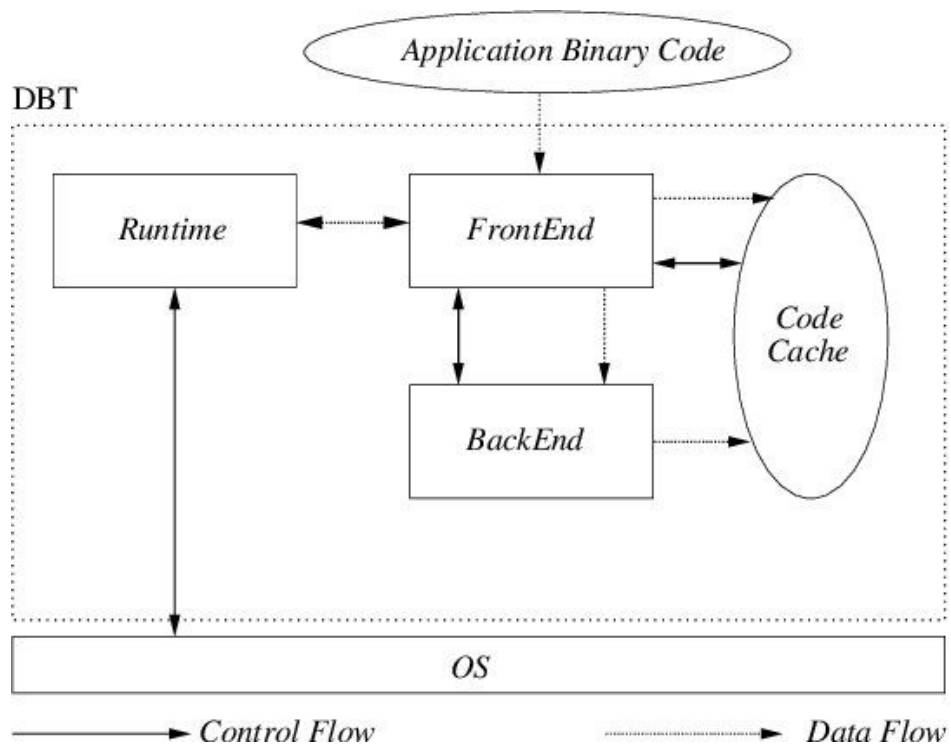 Application Binary Code
DBT
Runtime
FrontEnd
Code
Cache
BackEnd
OS
Control Flow
Data Flow